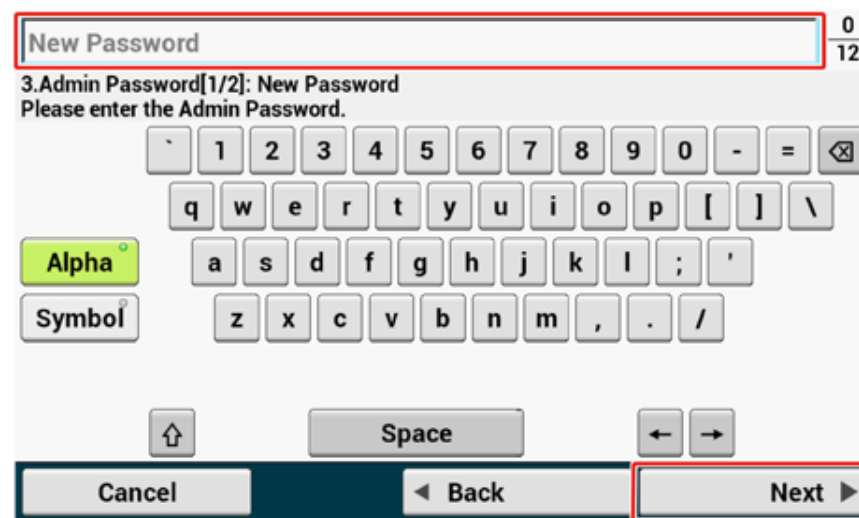 New Password
0
12
3.Admin Password[1/2]: New Password
Please enter the Admin Password.
` 1 2 3 4 5 6 7 8 9 0 - =
q w e r t y u i o p [ ] \
Alpha a s d f g h j k l ; '
Symbol z x c v b n m , . /
Space ← →
Cancel ◀ Back Next ▶